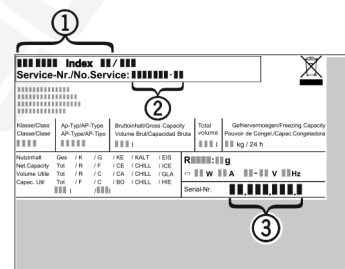 1
Index /
Service-Nr./No.Service: -
2
Klasse/Class Ap-Typ/AP-Type Bruttoinhalt/Gross Capacity Total Gefriervermoegen/Freezing Capacity
Classe/Clase AP-Type/AP-Tipo Volume Brut/Capacidad Bruta volume Pouvoir de Congel./Capac.Congeladora
l l kg / 24 h
Nutzinhalt Ges / K / G / KE / KALT / EIS
Net.Capacity Tot / R / F / CE / CHILL / ICE
Volume Utile Tot / R / C / CA / CHILL / GLA
Capac. Util Tot / F / C / BO / CHILL / HIE
l / l
R : g
W A - V Hz
Serial-Nr. . . .
3